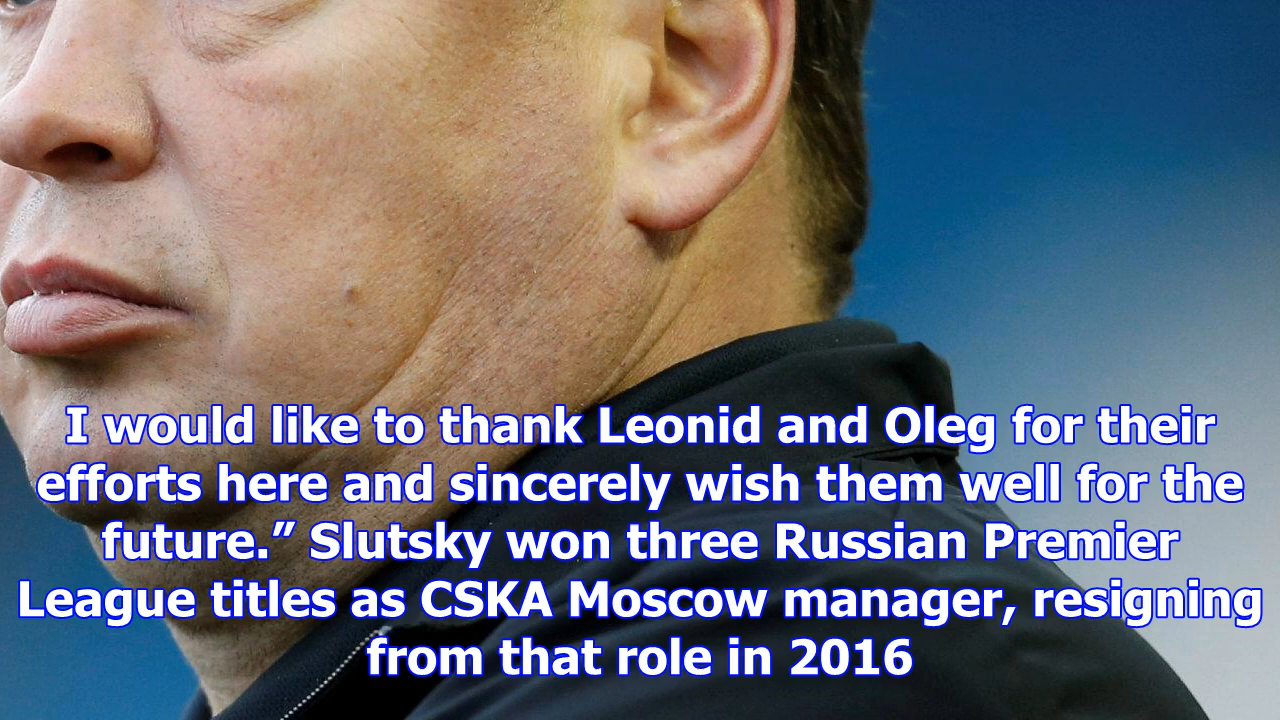 I would like to thank Leonid and Oleg for their
efforts here and sincerely wish them well for the
future.” Slutsky won three Russian Premier
League titles as CSKA Moscow manager, resigning
from that role in 2016